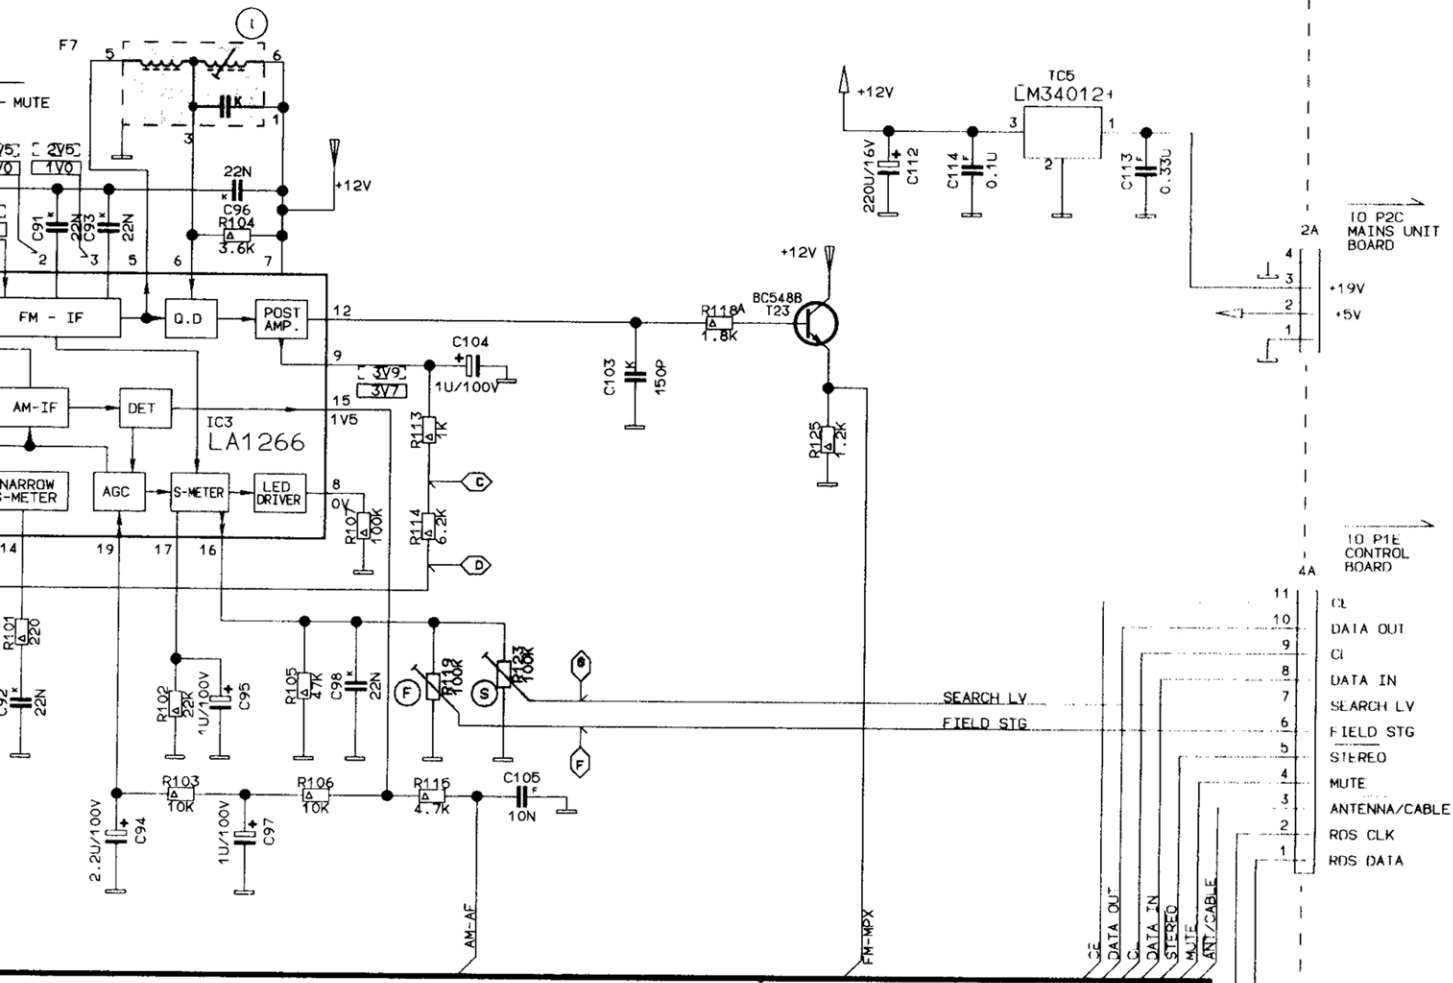 F7
1
5
6
- MUTE
3
1
2V5
1V0
22N
C96
+12V
R104
3.6K
C91
22N
C93
22N
2
3
5
6
7
FM - IF
Q.D
POST AMP.
12
9
AM-IF
DET
15
1V5
IC3
LA1266
NARROW
S-METER
AGC
S-METER
LED DRIVER
8
0V
14
19
17
16
3V9
3V7
C104
1U/100V
R113
1K
C
R114
6.2K
D
R107
100K
C103
150P
R118A
1.8K
BC548B
T23
+12V
R125
1.2K
+12V
220U/16V
C112
C114
0.1U
TC5
LM34012+
3
1
2
C113
0.33U
TO P2C
MAINS UNIT
BOARD
2A
4
3
+19V
2
+5V
1
TO P1E
CONTROL
BOARD
4A
11
CE
10
DATA OUT
9
CL
8
DATA IN
7
SEARCH LV
6
FIELD STG
5
STEREO
4
MUTE
3
ANTENNA/CABLE
2
RDS CLK
1
RDS DATA
R101
220
C92
22N
R102
22K
1U/100V
C95
R105
47K
C98
22N
F
R119
100K
S
R123
100K
F
SEARCH LV
FIELD STG
R103
10K
R106
10K
R115
4.7K
C105
10N
2.2U/100V
C94
1U/100V
C97
AM-AF
FM-MPX
CE
DATA OUT
CL
DATA IN
STEREO
MUTE
ANT/CABLE